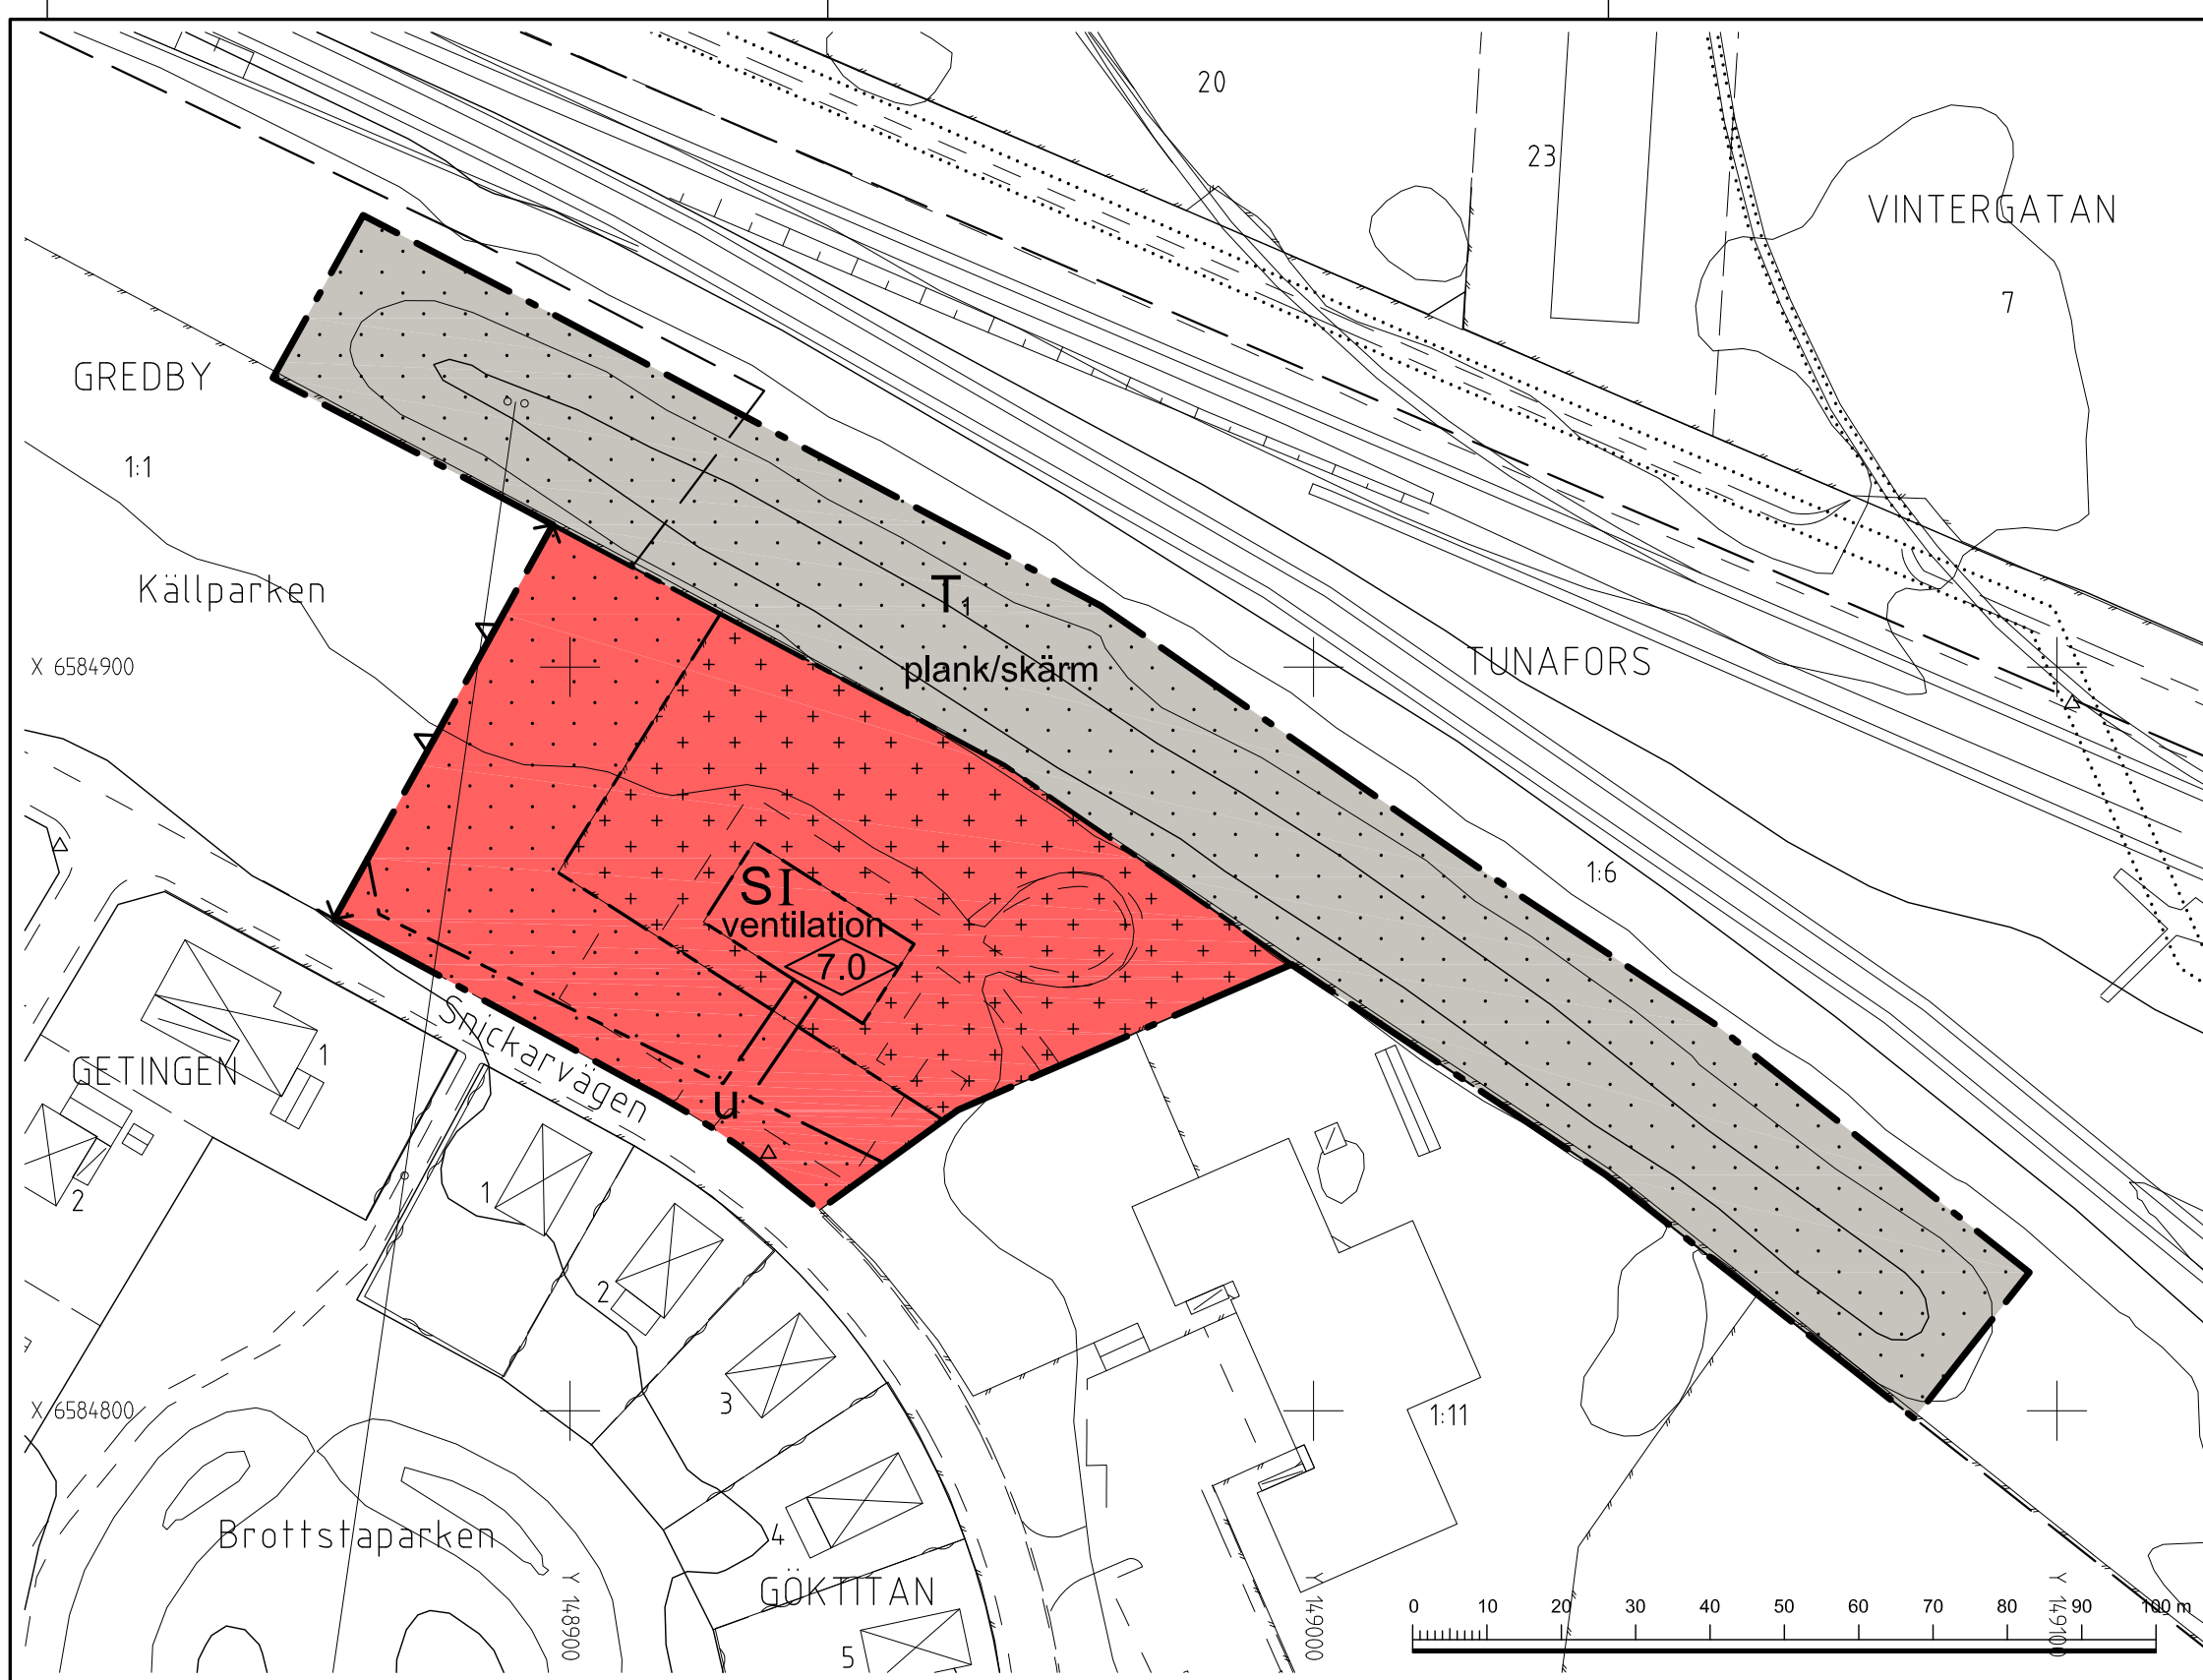 20
23
VINTERGATAN
7
GREDBY
1:1
Källparken
T1
plank/skärm
X 6584900
TUNAFORS
1:6
SI
ventilation
7.0
Snickarvägen
GETINGEN
1
u
2
1
2
3
X 6584800
1:11
Brottstaparken
4
GÖKTITAN
5
Y 148900
Y 149000
Y 149100
0 10 20 30 40 50 60 70 80 90 100 m